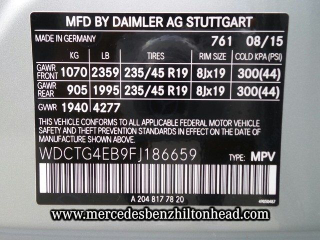 MFD BY DAIMLER AG STUTTGART
MADE IN GERMANY 761 08/15
KG LB TIRES RIM SIZE COLD KPA (PSI)
GAWR FRONT 1070 2359 235/45 R19 8Jx19 300(44)
GAWR REAR 905 1995 235/45 R19 8Jx19 300(44)
GVWR 1940 4277
THIS VEHICLE CONFORMS TO ALL APPLICABLE FEDERAL MOTOR
VEHICLE SAFETY AND THEFT PREVENTION STANDARDS IN EFFECT
ON THE DATE OF MANUFACTURE SHOWN ABOVE.
WDCTG4EB9FJ186659 TYPE: MPV
A 204 817 78 20
www.mercedesbenzhiltonhead.com